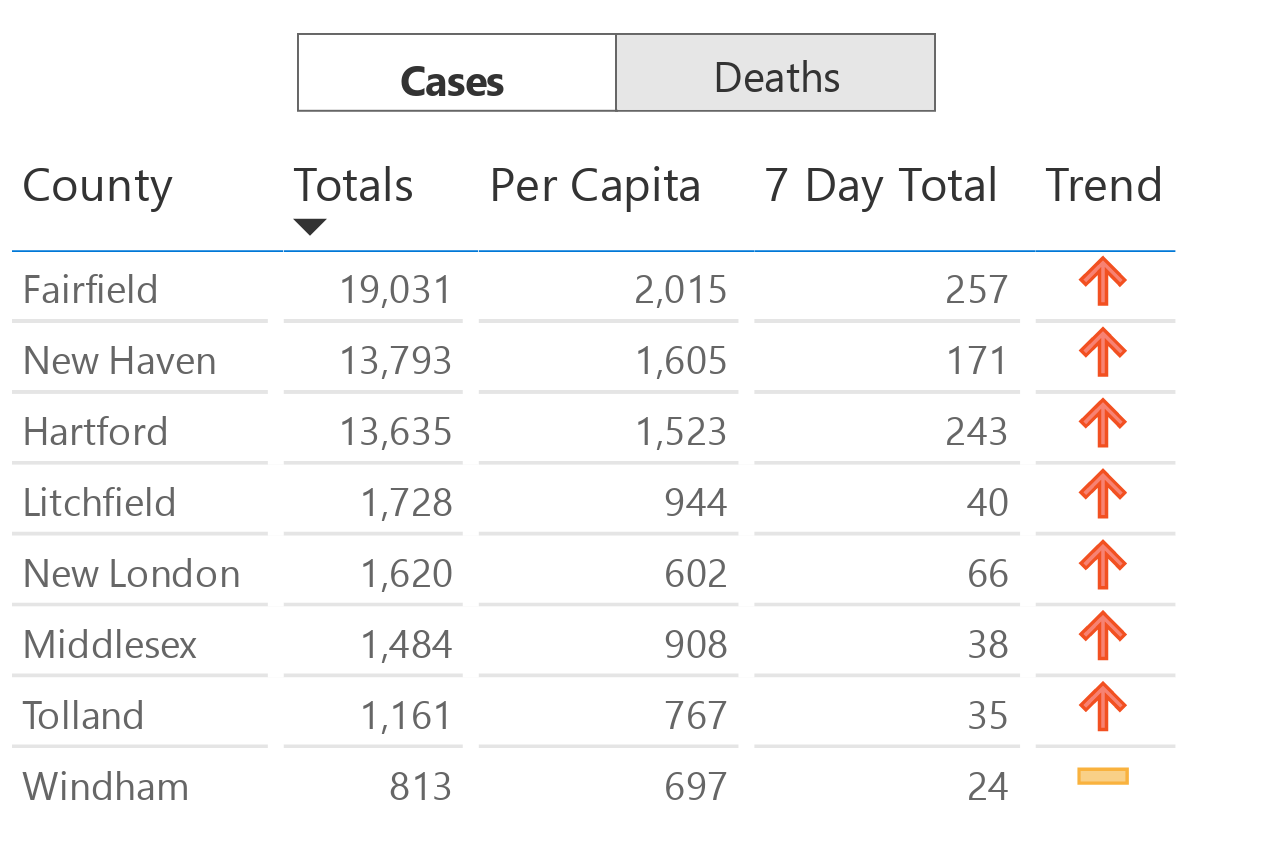 Cases Deaths
County Totals Per Capita 7 Day Total Trend
Fairfield 19,031 2,015 257
New Haven 13,793 1,605 171
Hartford 13,635 1,523 243
Litchfield 1,728 944 40
New London 1,620 602 66
Middlesex 1,484 908 38
Tolland 1,161 767 35
Windham 813 697 24